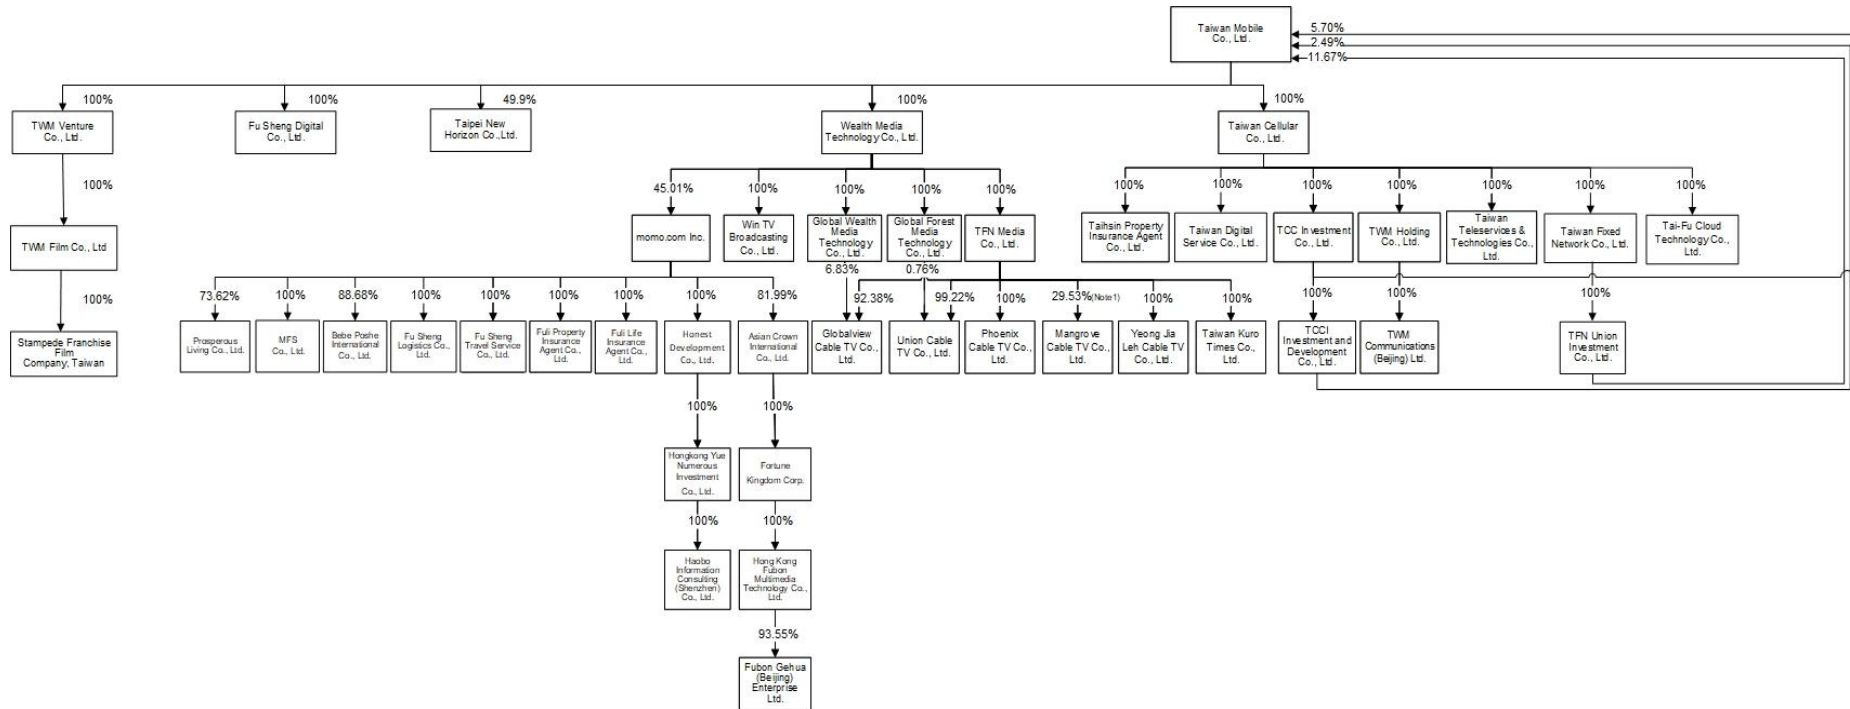 Taiwan Mobile
Co., Ltd.
5.70%
2.49%
11.67%
100%
100%
49.9%
100%
100%
TWM Venture
Co., Ltd.
Fu Sheng Digital
Co., Ltd.
Taipei New
Horizon Co.,Ltd.
Wealth Media
Technology Co., Ltd.
Taiwan Cellular
Co., Ltd.
100%
45.01%
100%
100%
100%
100%
100%
100%
100%
100%
100%
100%
100%
TWM Film Co., Ltd
momo.com Inc.
Win TV
Broadcasting
Co., Ltd.
Global Wealth
Media
Technology
Co., Ltd.
Global Forest
Media
Technology
Co., Ltd.
TFN Media
Co., Ltd.
Taihsin Property
Insurance Agent
Co., Ltd.
Taiwan Digital
Service Co., Ltd.
TCC Investment
Co., Ltd.
TWM Holding
Co., Ltd.
Taiwan
Teleservices &
Technologies Co.,
Ltd.
Taiwan Fixed
Network Co., Ltd.
Tai-Fu Cloud
Technology Co.,
Ltd.
6.83%
0.76%
100%
73.62%
100%
88.68%
100%
100%
100%
100%
100%
81.99%
92.38%
99.22%
100%
29.53%(Note1)
100%
100%
100%
100%
100%
Stampede Franchise
Film
Company, Taiwan
Prosperous
Living Co., Ltd.
MFS
Co., Ltd.
Bebe Poshe
International
Co., Ltd.
Fu Sheng
Logistics Co.,
Ltd.
Fu Sheng
Travel Service
Co., Ltd.
Fuli Property
Insurance
Agent Co.,
Ltd.
Fuli Life
Insurance
Agent Co.,
Ltd.
Honest
Development
Co., Ltd.
Asian Crown
International
Co., Ltd.
Globalview
Cable TV Co.,
Ltd.
Union Cable
TV Co., Ltd.
Phoenix
Cable TV Co.,
Ltd.
Mangrove
Cable TV Co.,
Ltd.
Yeong Jia
Leh Cable TV
Co., Ltd.
Taiwan Kuro
Times Co.,
Ltd.
TCCI
Investment and
Development
Co., Ltd.
TWM
Communications
(Beijing) Ltd.
TFN Union
Investment
Co., Ltd.
100%
100%
Hongkong Yue
Numerous
Investment
Co., Ltd.
Fortune
Kingdom Corp.
100%
100%
Haobo
Information
Consulting
(Shenzhen)
Co., Ltd.
Hong Kong
Fubon
Multimedia
Technology Co.,
Ltd.
93.55%
Fubon Gehua
(Beijing)
Enterprise
Ltd.